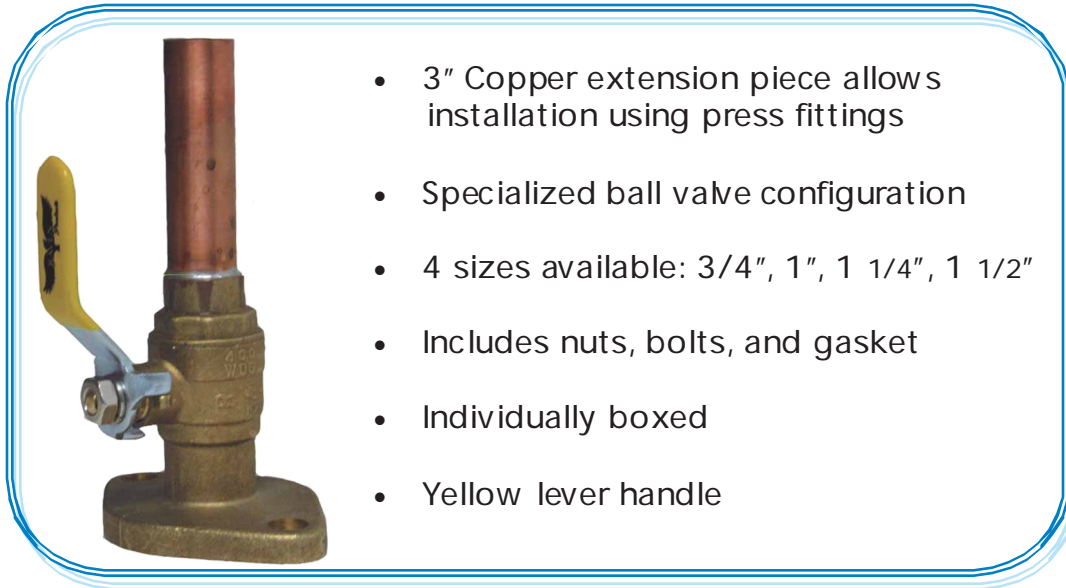 • 3" Copper extension piece allows
installation using press fittings
• Specialized ball valve configuration
• 4 sizes available: 3/4", 1", 1 1/4", 1 1/2"
• Includes nuts, bolts, and gasket
• Individually boxed
• Yellow lever handle